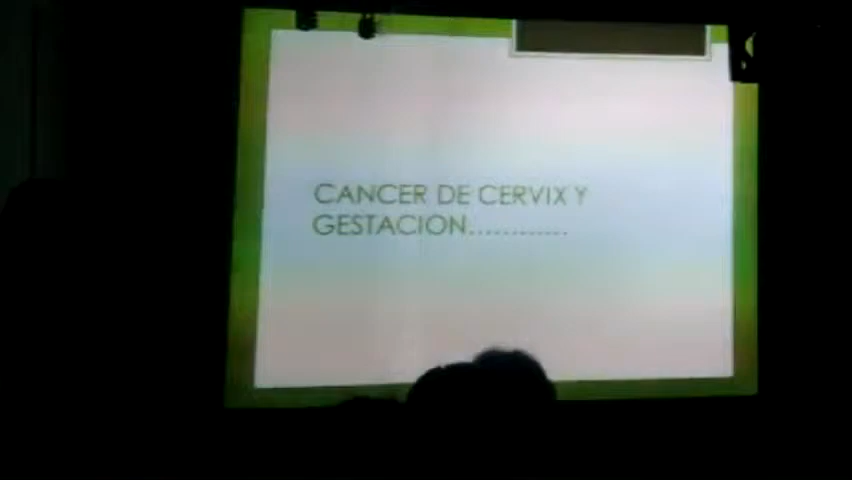 CANCER DE CERVIX Y
GESTACION............